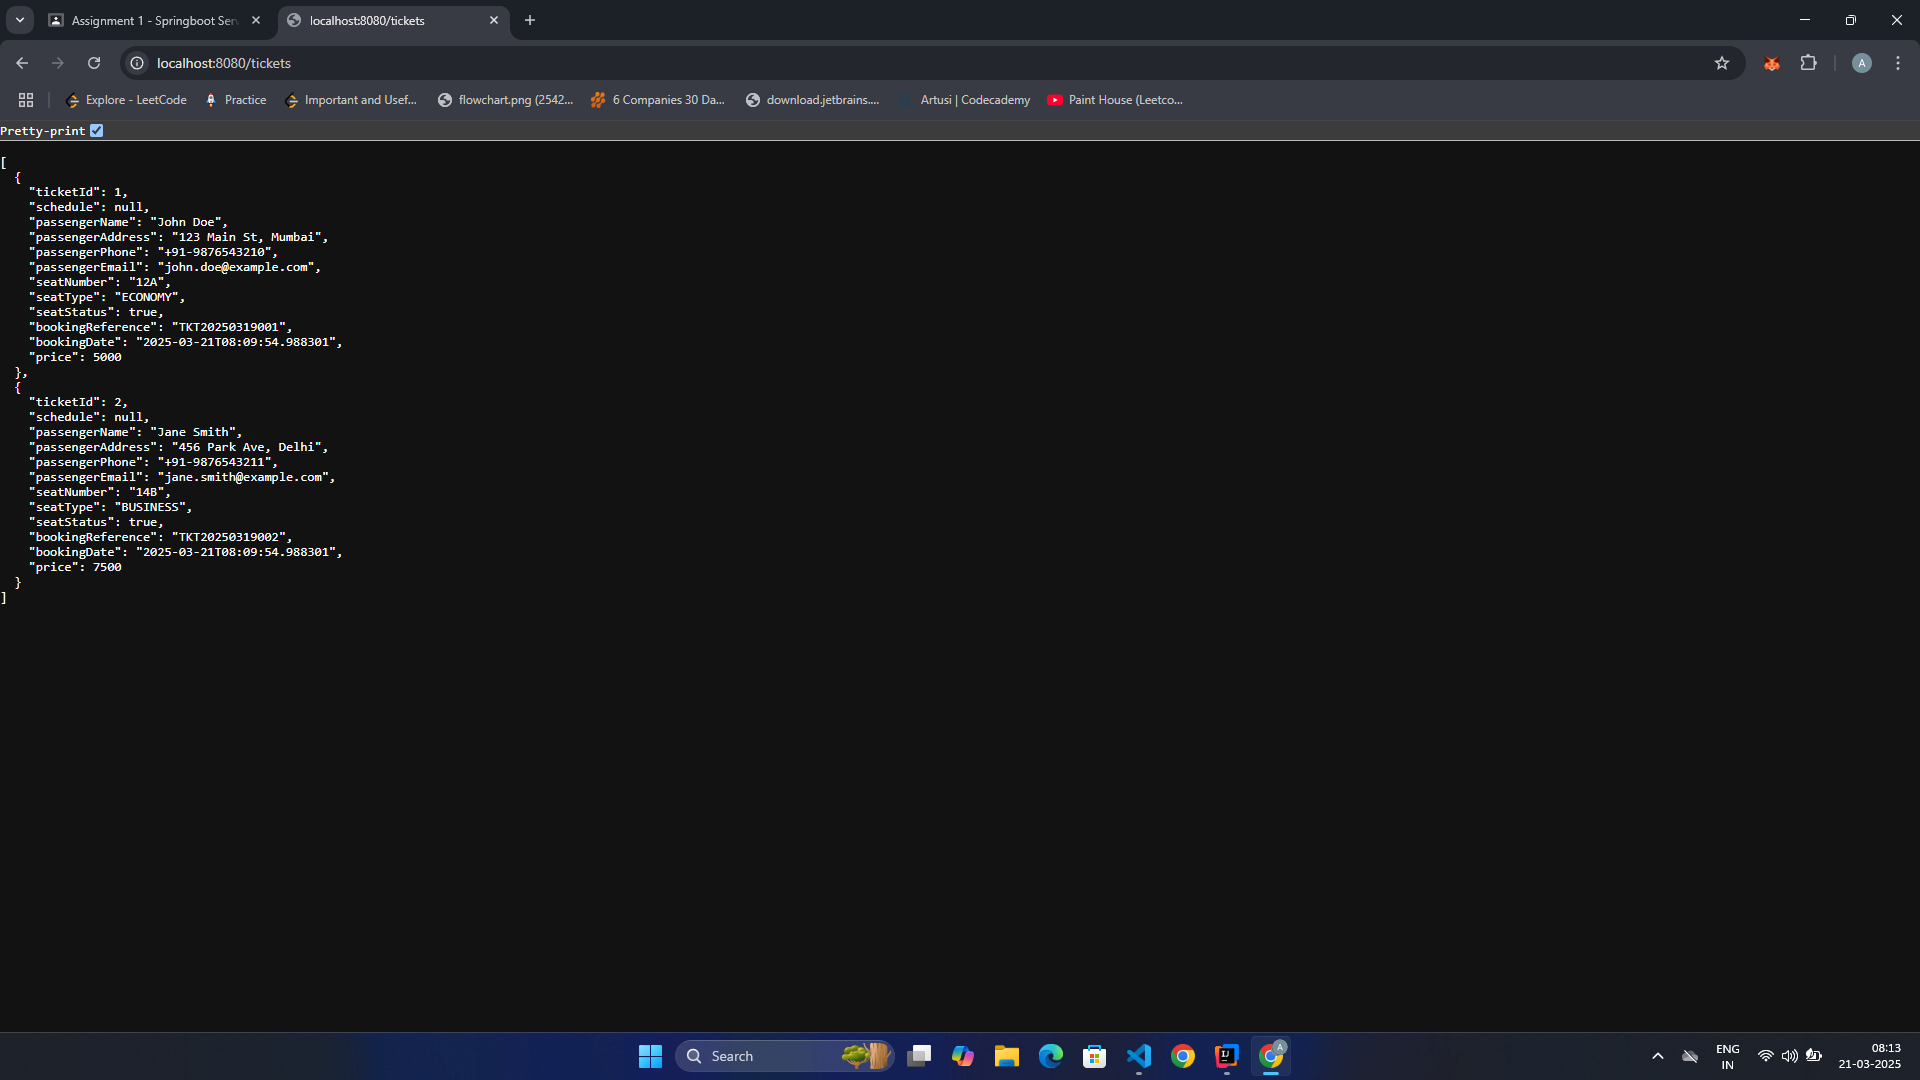 Assignment 1 - Springboot Ser
localhost:8080/tickets
localhost:8080/tickets
A
Explore - LeetCode
Practice
Important and Usef...
flowchart.png (2542...
6 Companies 30 Da...
download.jetbrains....
Artusi | Codecademy
Paint House (Leetco...
Pretty-print
[
  {
    "ticketId": 1,
    "schedule": null,
    "passengerName": "John Doe",
    "passengerAddress": "123 Main St, Mumbai",
    "passengerPhone": "+91-9876543210",
    "passengerEmail": "john.doe@example.com",
    "seatNumber": "12A",
    "seatType": "ECONOMY",
    "seatStatus": true,
    "bookingReference": "TKT20250319001",
    "bookingDate": "2025-03-21T08:09:54.988301",
    "price": 5000
  },
  {
    "ticketId": 2,
    "schedule": null,
    "passengerName": "Jane Smith",
    "passengerAddress": "456 Park Ave, Delhi",
    "passengerPhone": "+91-9876543211",
    "passengerEmail": "jane.smith@example.com",
    "seatNumber": "14B",
    "seatType": "BUSINESS",
    "seatStatus": true,
    "bookingReference": "TKT20250319002",
    "bookingDate": "2025-03-21T08:09:54.988301",
    "price": 7500
  }
]
Search
IJ
A
ENG
IN
08:13
21-03-2025